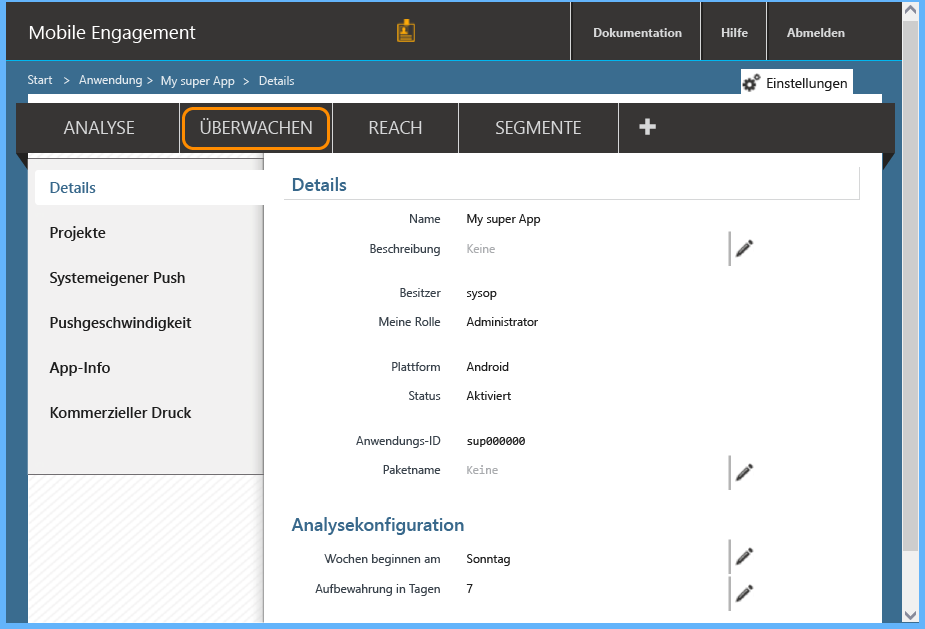 Mobile Engagement
Dokumentation
Hilfe
Abmelden
Start > Anwendung > My super App > Details
Einstellungen
ANALYSE
ÜBERWACHEN
REACH
SEGMENTE
Details
Projekte
Systemeigener Push
Pushgeschwindigkeit
App-Info
Kommerzieller Druck
Details
Name My super App
Beschreibung Keine
Besitzer sysop
Meine Rolle Administrator
Plattform Android
Status Aktiviert
Anwendungs-ID sup000000
Paketname Keine
Analysekonfiguration
Wochen beginnen am Sonntag
Aufbewahrung in Tagen 7